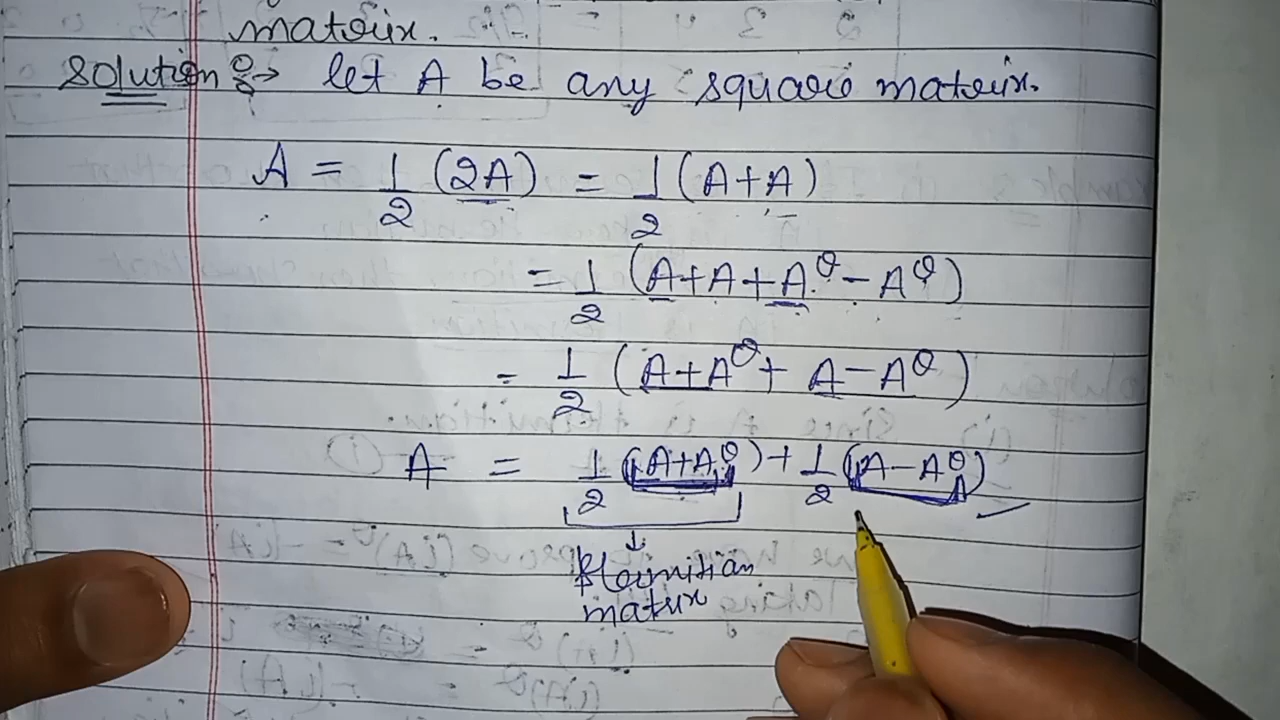 matrix.
Solution :→ let A be any square matrix.
A = 1/2 (2A) = 1/2 (A+A)
= 1/2 (A+A+A^θ - A^θ)
= 1/2 (A+A^θ + A-A^θ)
A = 1/2 (A+A^θ) + 1/2 (A-A^θ)
↓
Hermitian
matrix